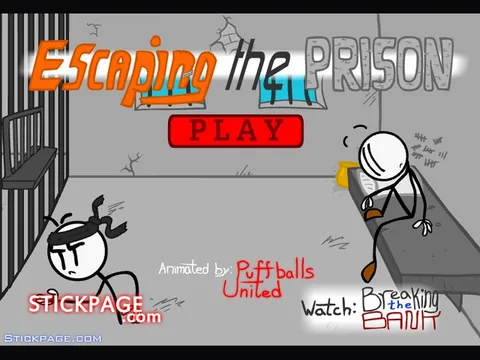 Escaping the PRISON
PLAY
Animated by: Puffballs
United
STICKPAGE
.com
Watch: Breaking
the
BANK
STICKPAGE.COM